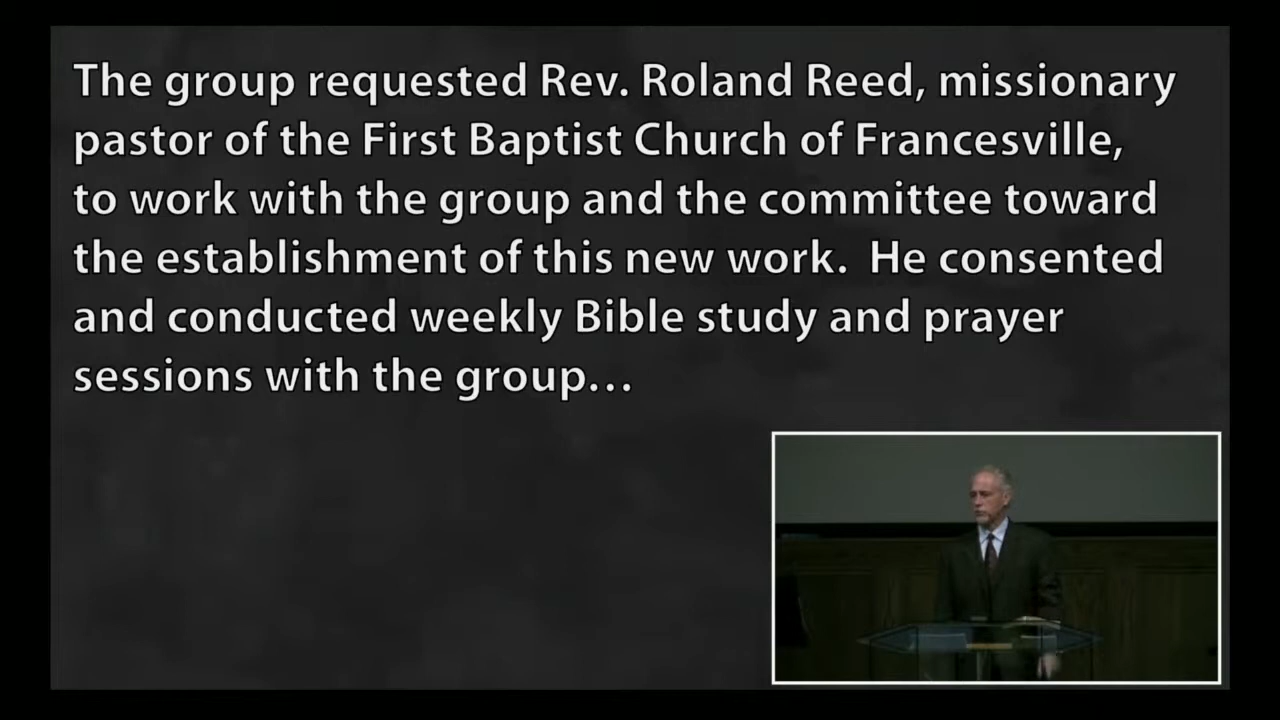 The group requested Rev. Roland Reed, missionary
pastor of the First Baptist Church of Francesville,
to work with the group and the committee toward
the establishment of this new work.  He consented
and conducted weekly Bible study and prayer
sessions with the group…